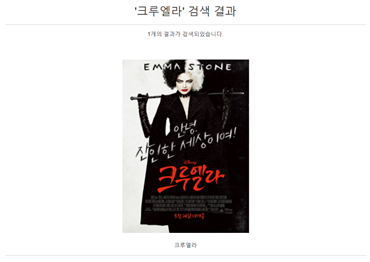 '크루엘라' 검색 결과
1개의 결과가 검색되었습니다.
EMMA STONE
안녕,
잔인한 세상이여!
Disney
크루엘라
크루엘라